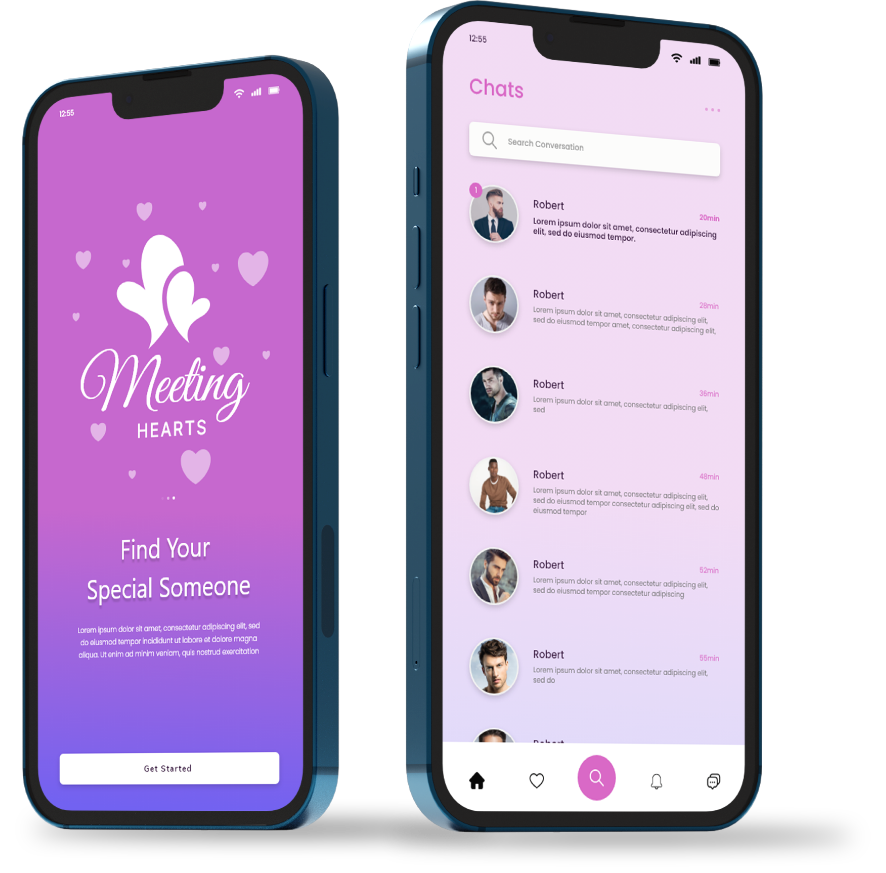 12:55
Meeting
HEARTS
Find Your
Special Someone
Lorem ipsum dolor sit amet, consectetur adipiscing elit, sed
do eiusmod tempor incididunt ut labore et dolore magna
aliqua. Ut enim ad minim veniam, quis nostrud exercitation
Get Started
12:55
Chats
Search Conversation
1
Robert
20min
Lorem ipsum dolor sit amet, consectetur adipiscing
elit, sed do eiusmod tempor.
Robert
28min
Lorem ipsum dolor sit amet, consectetur adipiscing elit,
sed do eiusmod tempor amet, consectetur adipiscing elit,
Robert
36min
Lorem ipsum dolor sit amet, consectetur adipiscing elit,
sed
Robert
48min
Lorem ipsum dolor sit amet, consectetur adipiscing elit,
sed do eiusmod tempor amet, consectetur adipiscing elit, sed do
eiusmod tempor
Robert
52min
Lorem ipsum dolor sit amet, consectetur adipiscing elit,
sed do eiusmod tempor amet, consectetur adipiscing
Robert
55min
Lorem ipsum dolor sit amet, consectetur adipiscing elit,
sed do